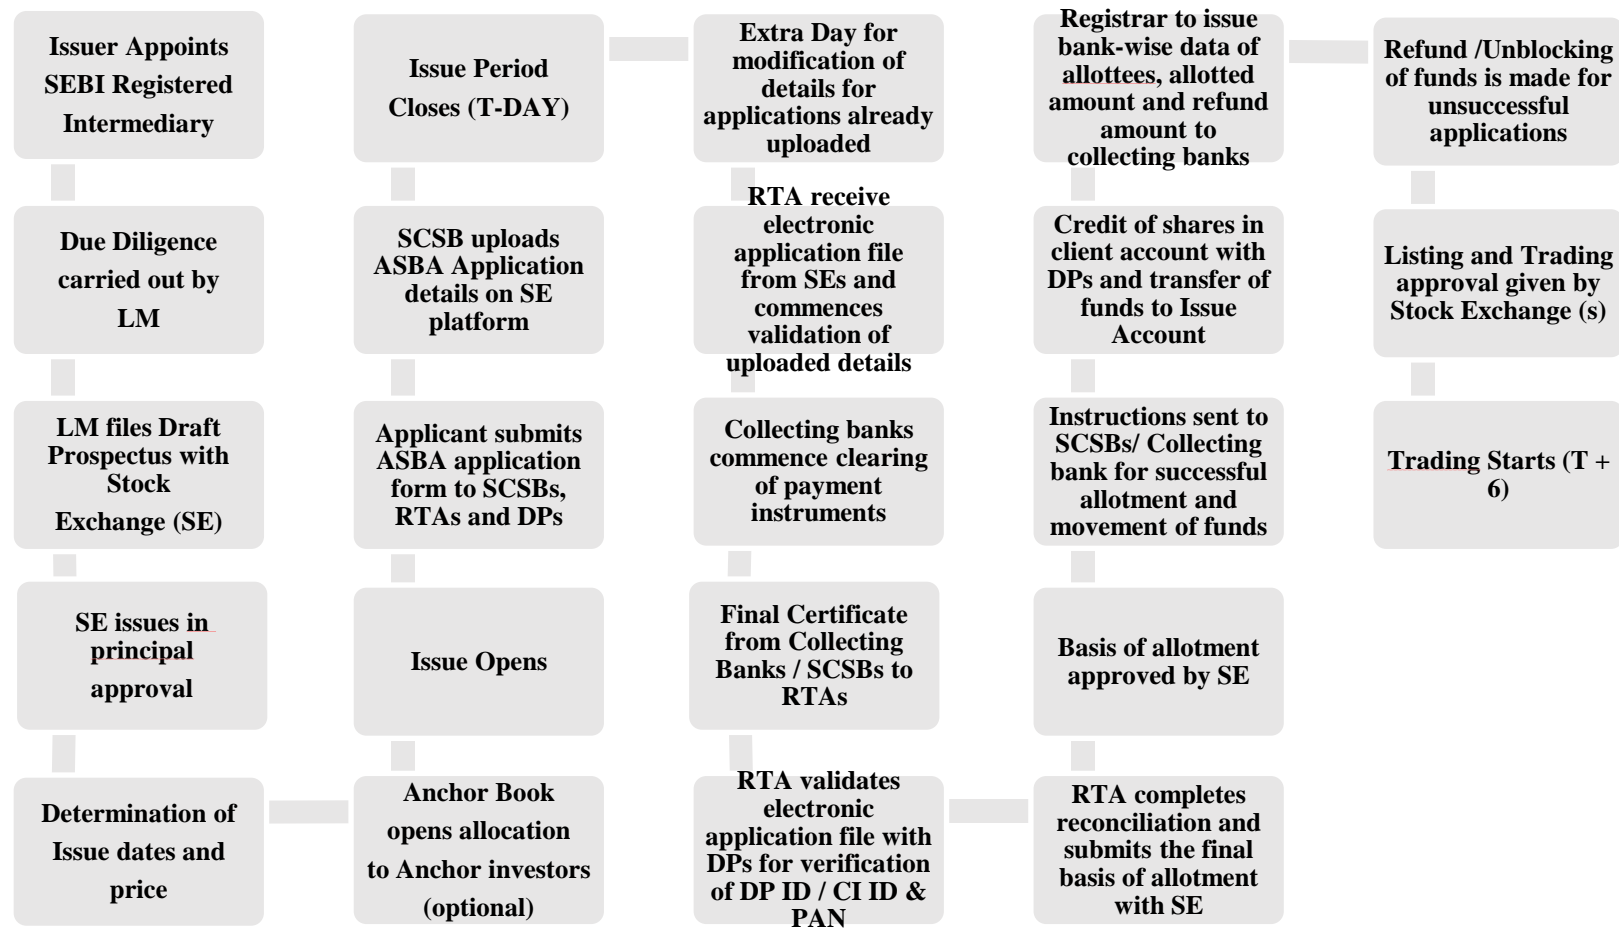 Issuer Appoints
SEBI Registered
Intermediary
Due Diligence
carried out by
LM
LM files Draft
Prospectus with
Stock
Exchange (SE)
SE issues in
principal
approval
Determination of
Issue dates and
price
Anchor Book
opens allocation
to Anchor investors
(optional)
Issue Opens
Applicant submits
ASBA application
form to SCSBs,
RTAs and DPs
SCSB uploads
ASBA Application
details on SE
platform
Issue Period
Closes (T-DAY)
Extra Day for
modification of
details for
applications already
uploaded
RTA receive
electronic
application file
from SEs and
commences
validation of
uploaded details
Collecting banks
commence clearing
of payment
instruments
Final Certificate
from Collecting
Banks / SCSBs to
RTAs
RTA validates
electronic
application file with
DPs for verification
of DP ID / CI ID &
PAN
RTA completes
reconciliation and
submits the final
basis of allotment
with SE
Basis of allotment
approved by SE
Instructions sent to
SCSBs/ Collecting
bank for successful
allotment and
movement of funds
Credit of shares in
client account with
DPs and transfer of
funds to Issue
Account
Registrar to issue
bank-wise data of
allottees, allotted
amount and refund
amount to
collecting banks
Refund /Unblocking
of funds is made for
unsuccessful
applications
Listing and Trading
approval given by
Stock Exchange (s)
Trading Starts (T +
6)